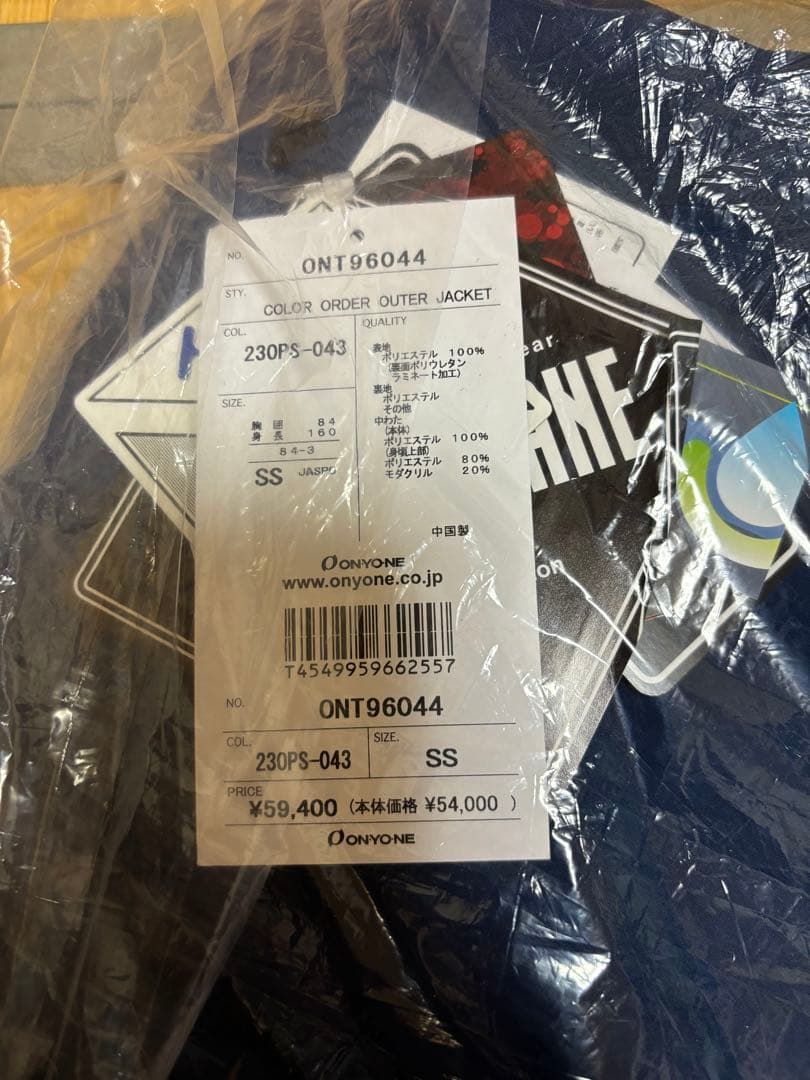 NO.
ONT96044
STY.
COLOR ORDER OUTER JACKET
COL.
230PS-043
SIZE.
胸囲 84
身長 160
84-3
SS JASPO
QUALITY
表地
ポリエステル 100%
(裏面ポリウレタン
ラミネート加工)
裏地
ポリエステル
その他
中わた
(本体)
ポリエステル 100%
(身頃上部)
ポリエステル 80%
モダクリル 20%
中国製
ONYONE
www.onyone.co.jp
T4549959662557
NO.
ONT96044
COL.
230PS-043
SIZE.
SS
PRICE
¥59,400 (本体価格 ¥54,000 )
ONYONE
ear
ANE
on